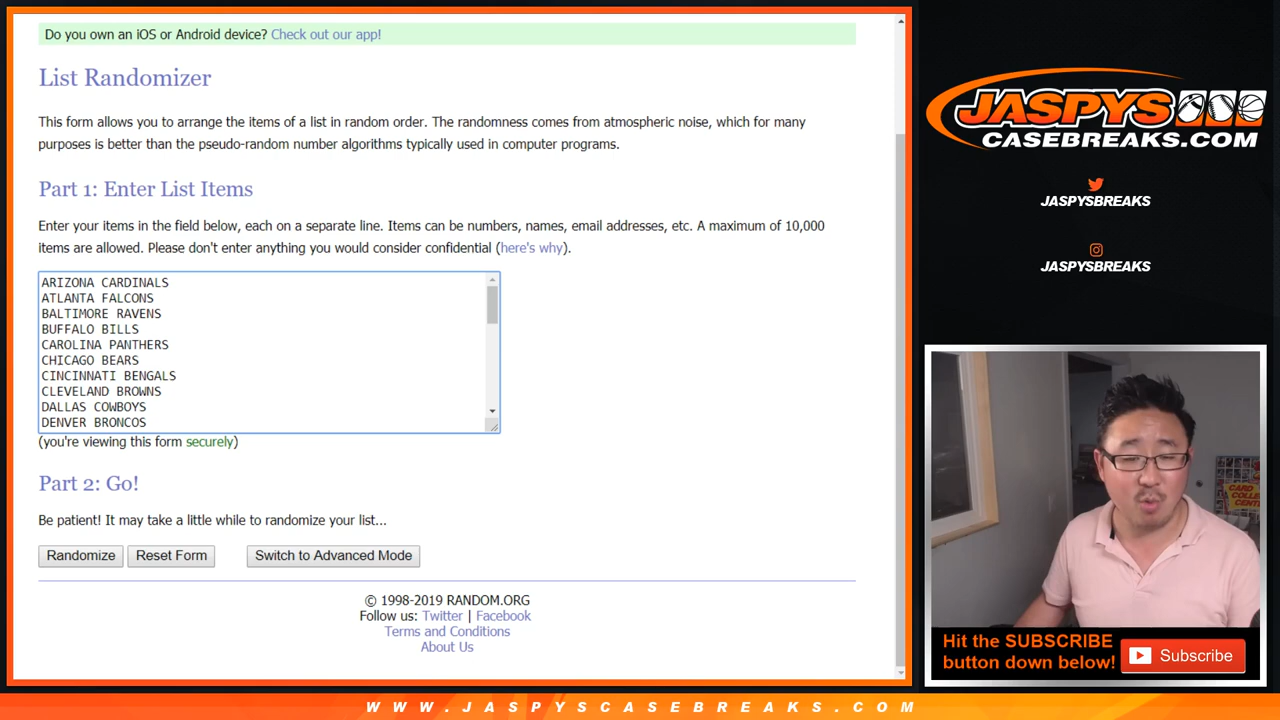 Do you own an iOS or Android device? Check out our app!
List Randomizer
This form allows you to arrange the items of a list in random order. The randomness comes from atmospheric noise, which for many
purposes is better than the pseudo-random number algorithms typically used in computer programs.
Part 1: Enter List Items
Enter your items in the field below, each on a separate line. Items can be numbers, names, email addresses, etc. A maximum of 10,000
items are allowed. Please don't enter anything you would consider confidential (here's why).
ARIZONA CARDINALS
ATLANTA FALCONS
BALTIMORE RAVENS
BUFFALO BILLS
CAROLINA PANTHERS
CHICAGO BEARS
CINCINNATI BENGALS
CLEVELAND BROWNS
DALLAS COWBOYS
DENVER BRONCOS
(you're viewing this form securely)
Part 2: Go!
Be patient! It may take a little while to randomize your list...
Randomize Reset Form Switch to Advanced Mode
© 1998-2019 RANDOM.ORG
Follow us: Twitter | Facebook
Terms and Conditions
About Us
JASPYS
CASEBREAKS.COM
JASPYSBREAKS
JASPYSBREAKS
CARD
COLLE
CENTE
Hit the SUBSCRIBE
button down below!
Subscribe
WWW.JASPYSCASEBREAKS.COM